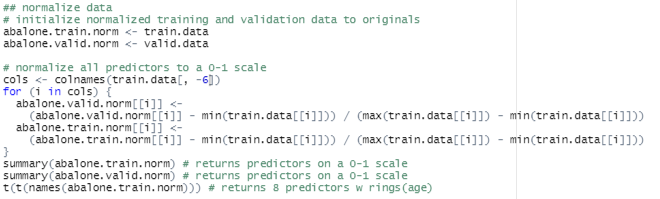 ## normalize data
# initialize normalized training and validation data to originals
abalone.train.norm <- train.data
abalone.valid.norm <- valid.data
# normalize all predictors to a 0-1 scale
cols <- colnames(train.data[, -6])
for (i in cols) {
abalone.valid.norm[[i]] <-
(abalone.valid.norm[[i]] - min(train.data[[i]])) / (max(train.data[[i]]) - min(train.data[[i]]))
abalone.train.norm[[i]] <-
(abalone.train.norm[[i]] - min(train.data[[i]])) / (max(train.data[[i]]) - min(train.data[[i]]))
}
summary(abalone.train.norm) # returns predictors on a 0-1 scale
summary(abalone.valid.norm) # returns predictors on a 0-1 scale
t(t(names(abalone.train.norm))) # returns 8 predictors w rings(age)